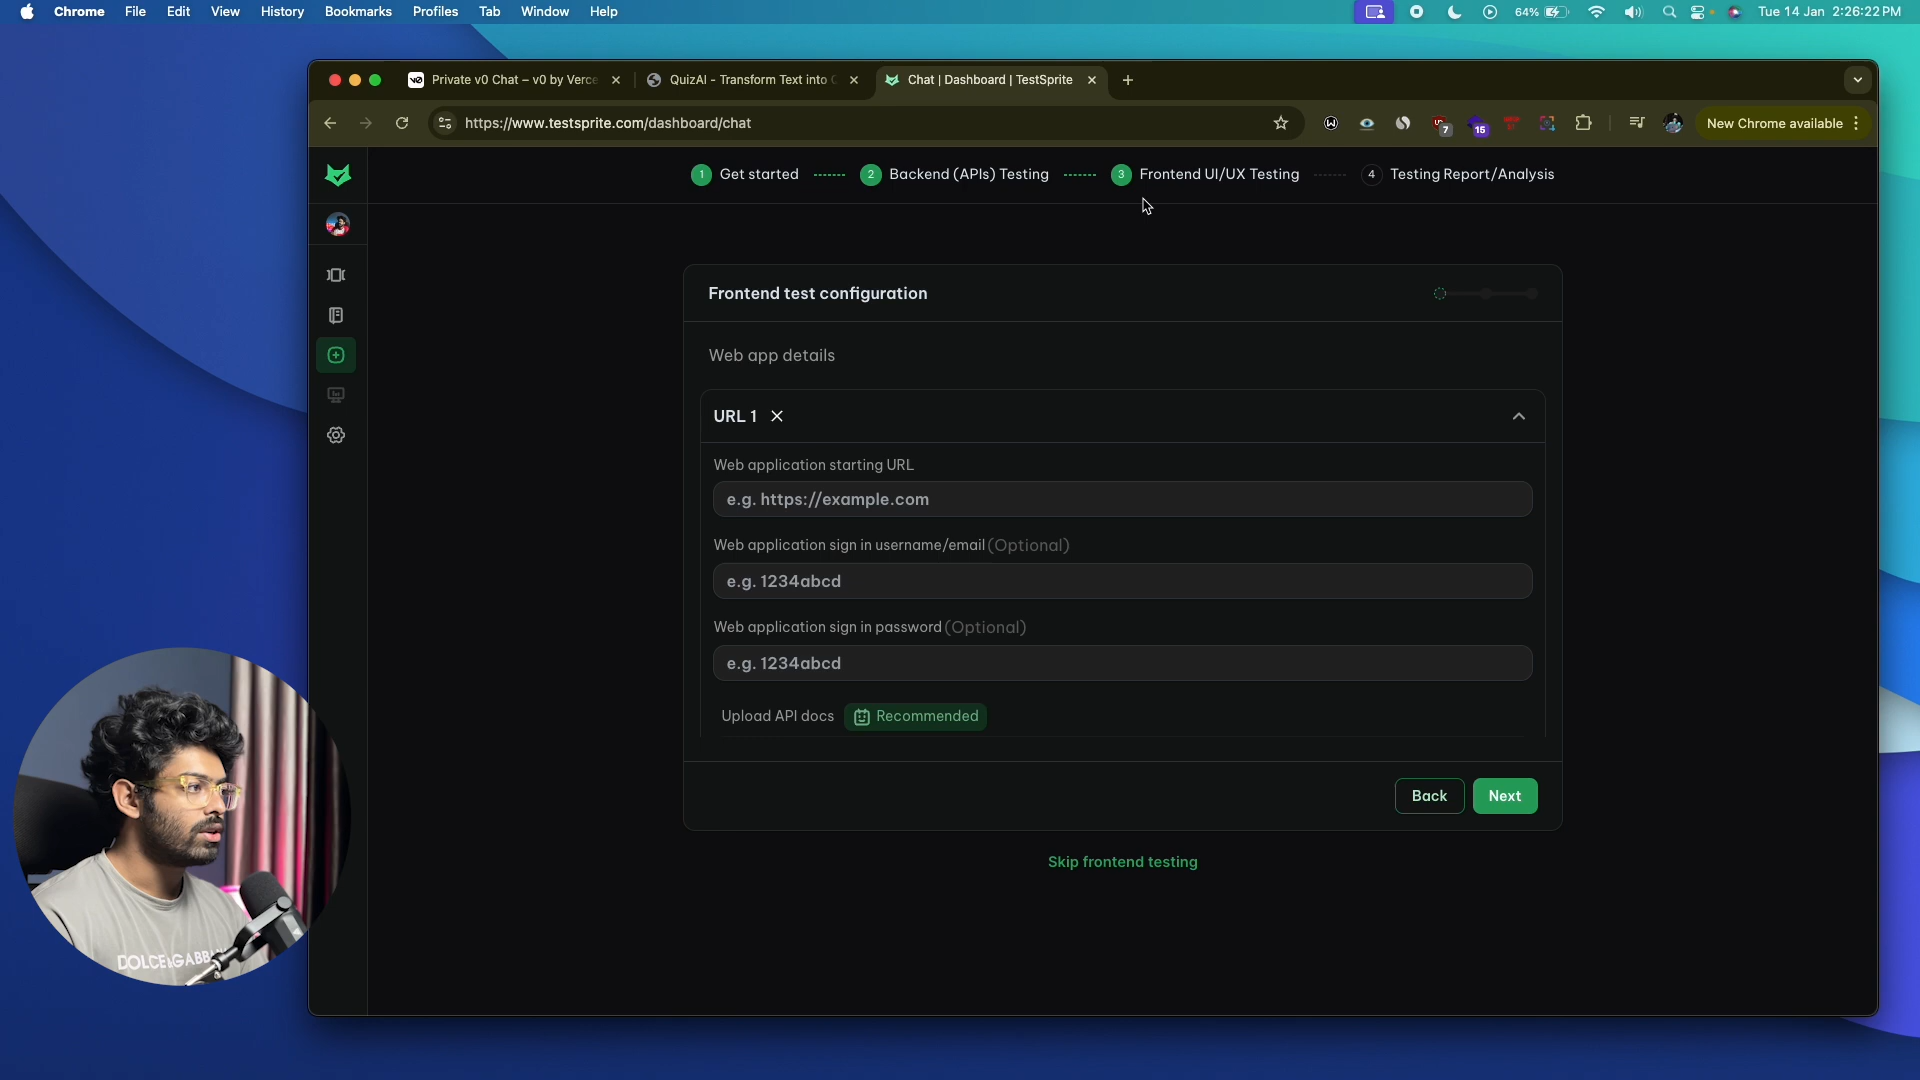 Chrome File Edit View History Bookmarks Profiles Tab Window Help
64% Tue 14 Jan 2:26:22 PM
Private v0 Chat – v0 by Verce
QuizAI - Transform Text into
Chat | Dashboard | TestSprite
https://www.testsprite.com/dashboard/chat
7
15
New Chrome available
1 Get started
2 Backend (APIs) Testing
3 Frontend UI/UX Testing
4 Testing Report/Analysis
Frontend test configuration
Web app details
URL 1
Web application starting URL
e.g. https://example.com
Web application sign in username/email (Optional)
e.g. 1234abcd
Web application sign in password (Optional)
e.g. 1234abcd
Upload API docs Recommended
Back Next
Skip frontend testing
DOLCE&GABBA